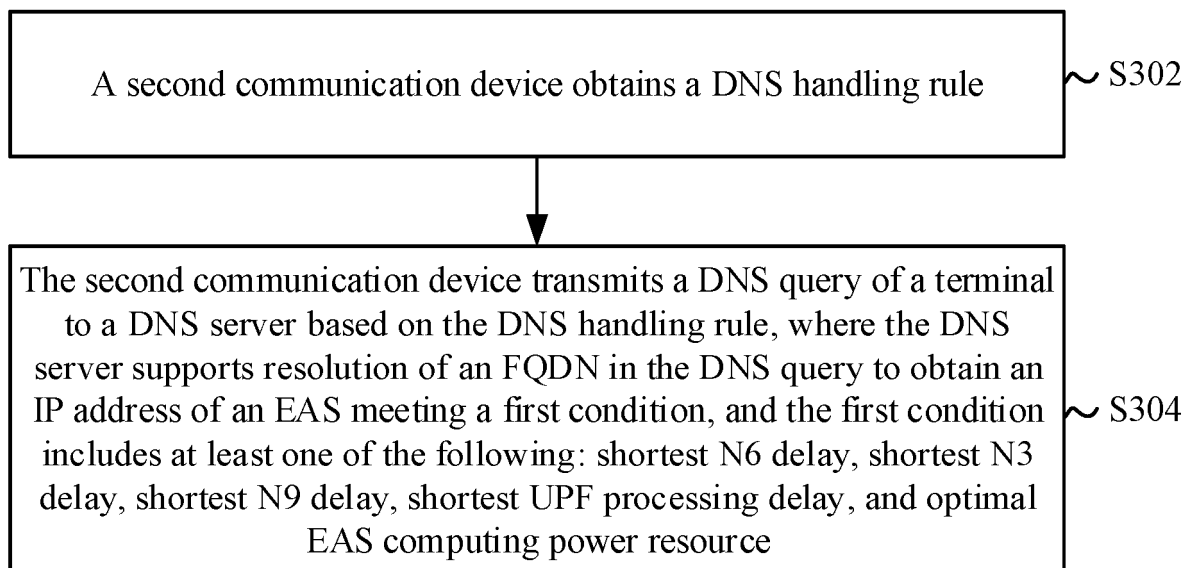 A second communication device obtains a DNS handling rule
S302
The second communication device transmits a DNS query of a terminal
to a DNS server based on the DNS handling rule, where the DNS
server supports resolution of an FQDN in the DNS query to obtain an
IP address of an EAS meeting a first condition, and the first condition
includes at least one of the following: shortest N6 delay, shortest N3
delay, shortest N9 delay, shortest UPF processing delay, and optimal
EAS computing power resource
S304